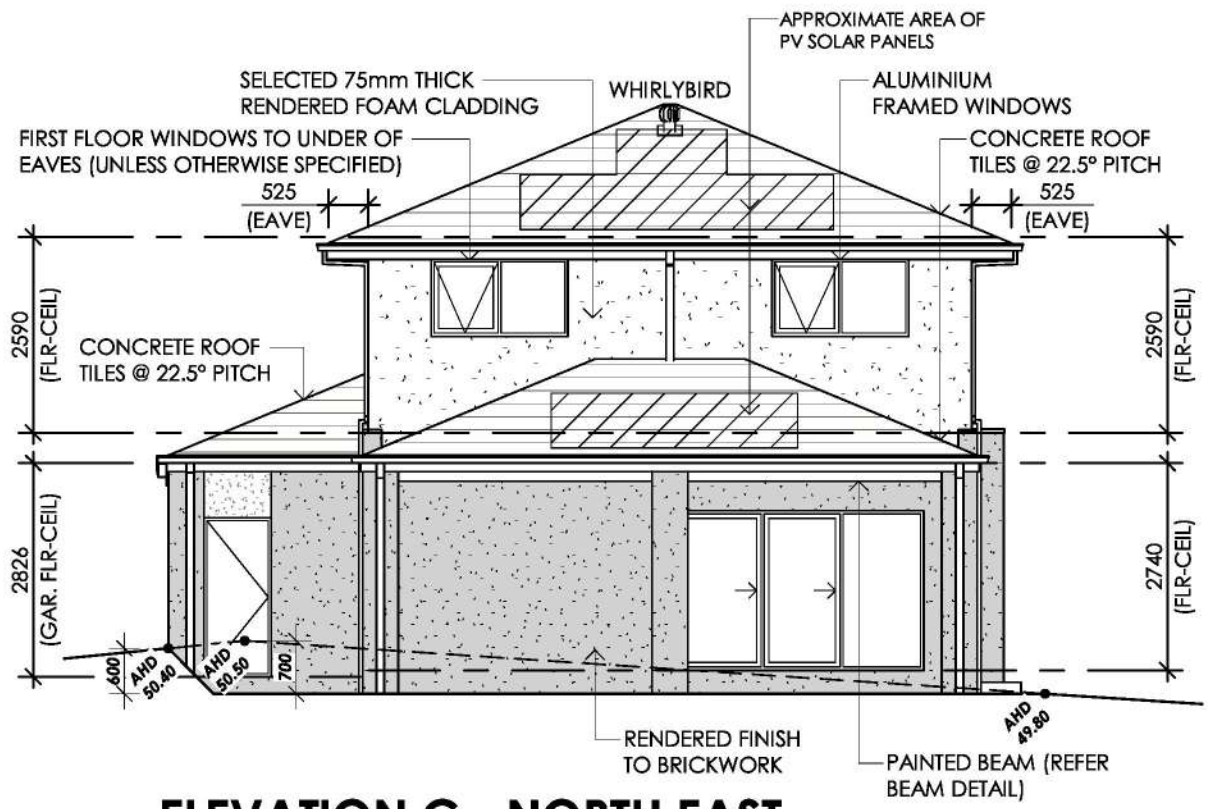 APPROXIMATE AREA OF
PV SOLAR PANELS
SELECTED 75mm THICK
RENDERED FOAM CLADDING
WHIRLYBIRD
ALUMINIUM
FRAMED WINDOWS
FIRST FLOOR WINDOWS TO UNDER OF
EAVES (UNLESS OTHERWISE SPECIFIED)
CONCRETE ROOF
TILES @ 22.5° PITCH
525
(EAVE)
525
(EAVE)
2590
(FLR-CEIL)
2590
(FLR-CEIL)
CONCRETE ROOF
TILES @ 22.5° PITCH
2826
(GAR. FLR-CEIL)
2740
(FLR-CEIL)
600
AHD
50.40
AHD
50.50
700
AHD
49.80
RENDERED FINISH
TO BRICKWORK
PAINTED BEAM (REFER
BEAM DETAIL)